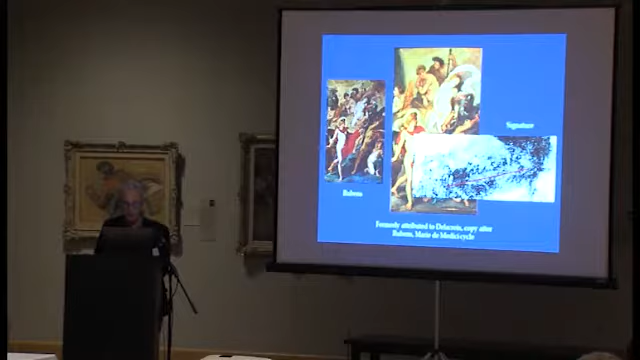 Signature
Rubens
Formerly attributed to Delacroix, copy after
Rubens, Marie de Medici cycle